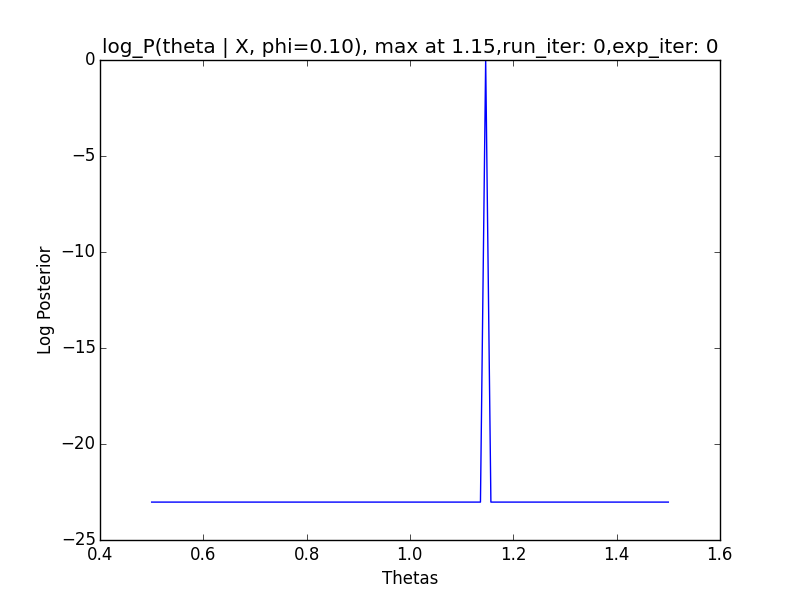 log_P(theta | X, phi=0.10), max at 1.15,run_iter: 0,exp_iter: 0
0
−5
−10
−15
−20
−25
Log Posterior
0.4 0.6 0.8 1.0 1.2 1.4 1.6
Thetas